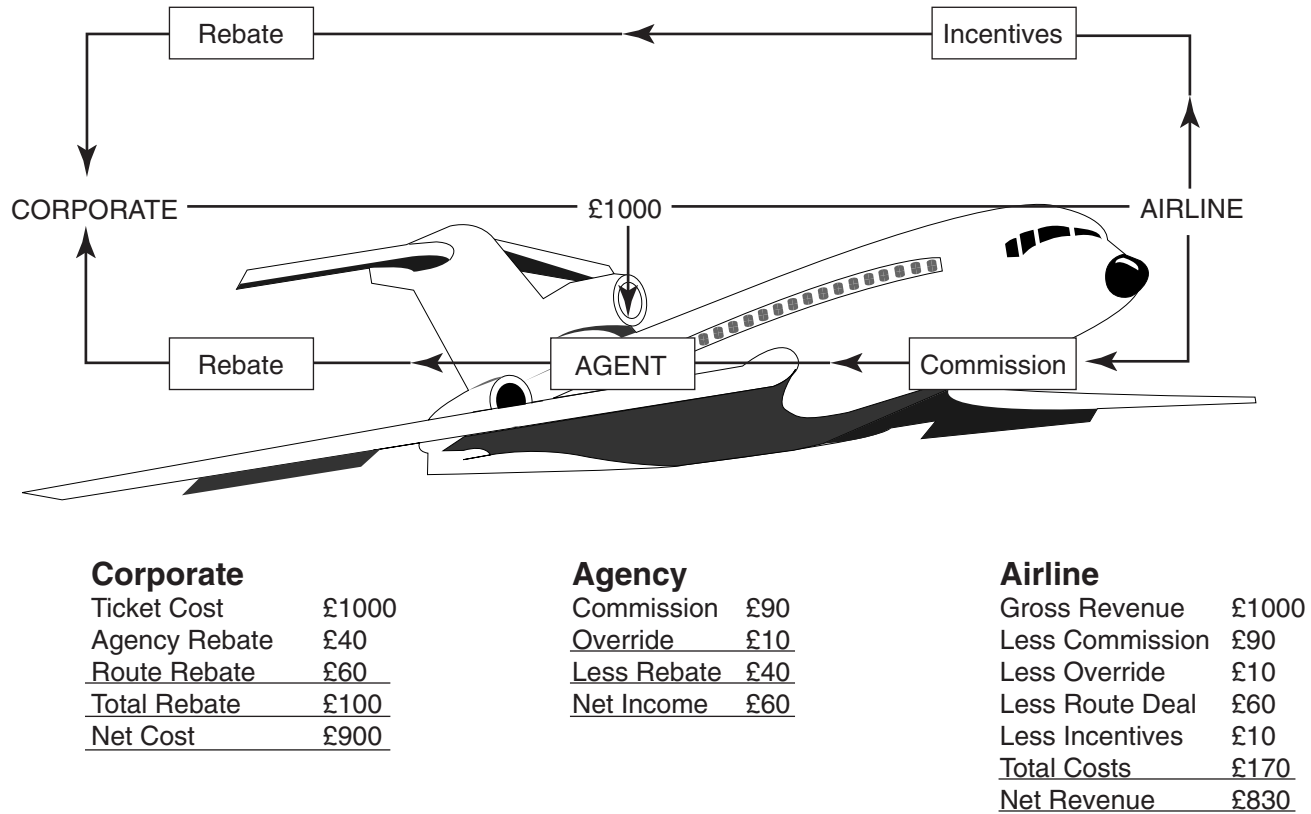 Rebate
Incentives
CORPORATE
£1000
AIRLINE
Rebate
AGENT
Commission
Corporate
Ticket Cost £1000
Agency Rebate £40
Route Rebate £60
Total Rebate £100
Net Cost £900
Agency
Commission £90
Override £10
Less Rebate £40
Net Income £60
Airline
Gross Revenue £1000
Less Commission £90
Less Override £10
Less Route Deal £60
Less Incentives £10
Total Costs £170
Net Revenue £830